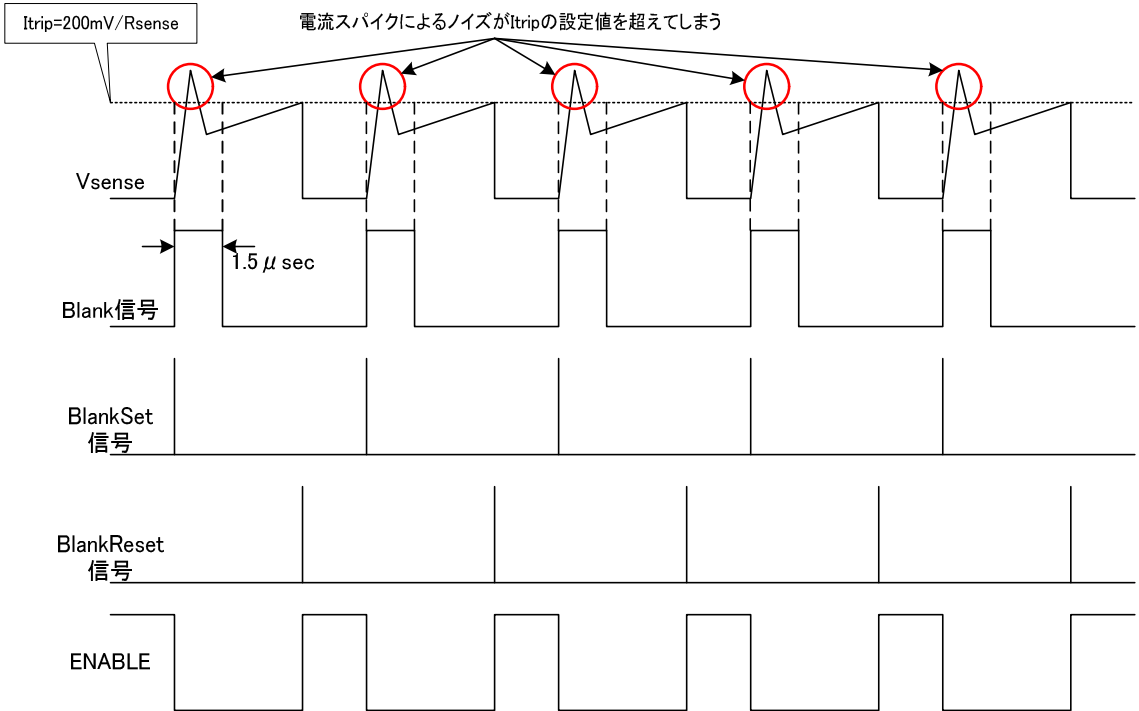 Itrip=200mV/Rsense
電流スパイクによるノイズがItripの設定値を超えてしまう
Vsense
1.5μsec
Blank信号
BlankSet
信号
BlankReset
信号
ENABLE